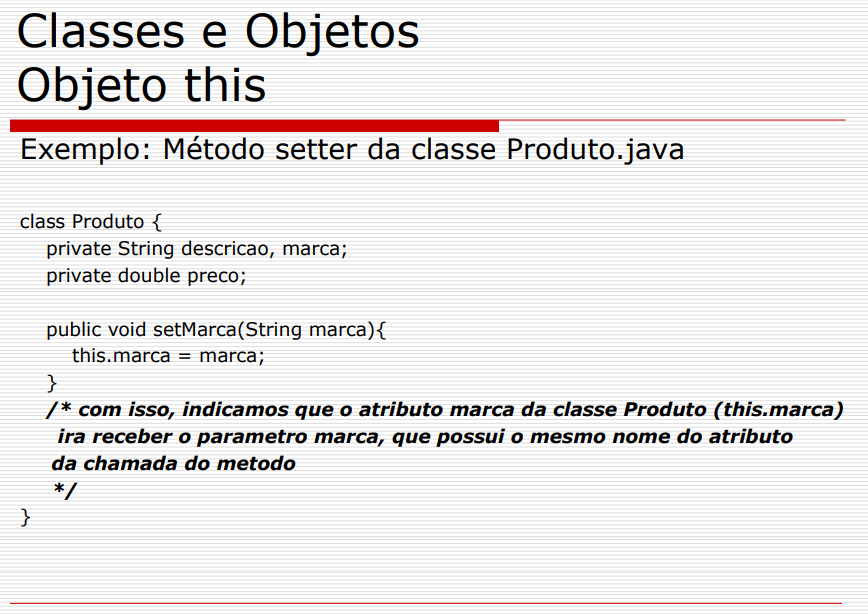 Classes e Objetos
Objeto this
Exemplo: Método setter da classe Produto.java
class Produto {
private String descricao, marca;
private double preco;
public void setMarca(String marca){
this.marca = marca;
}
/* com isso, indicamos que o atributo marca da classe Produto (this.marca)
ira receber o parametro marca, que possui o mesmo nome do atributo
da chamada do metodo
*/
}